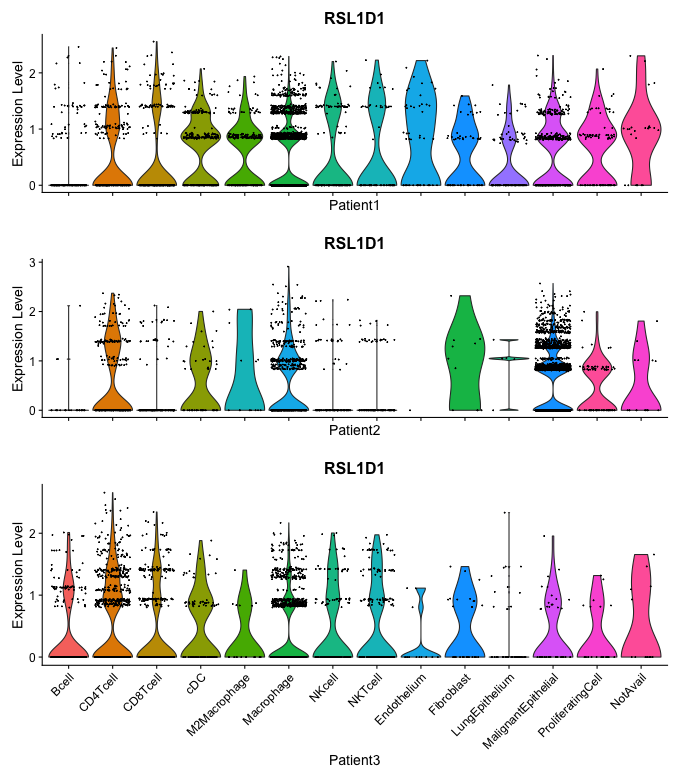 RSL1D1
Expression Level
2
1
0
Patient1
RSL1D1
Expression Level
3
2
1
0
Patient2
RSL1D1
Expression Level
2
1
0
Bcell
CD4Tcell
CD8Tcell
cDC
M2Macrophage
Macrophage
NKcell
NKTcell
Endothelium
Fibroblast
LungEpithelium
MalignantEpithelial
ProliferatingCell
NotAvail
Patient3